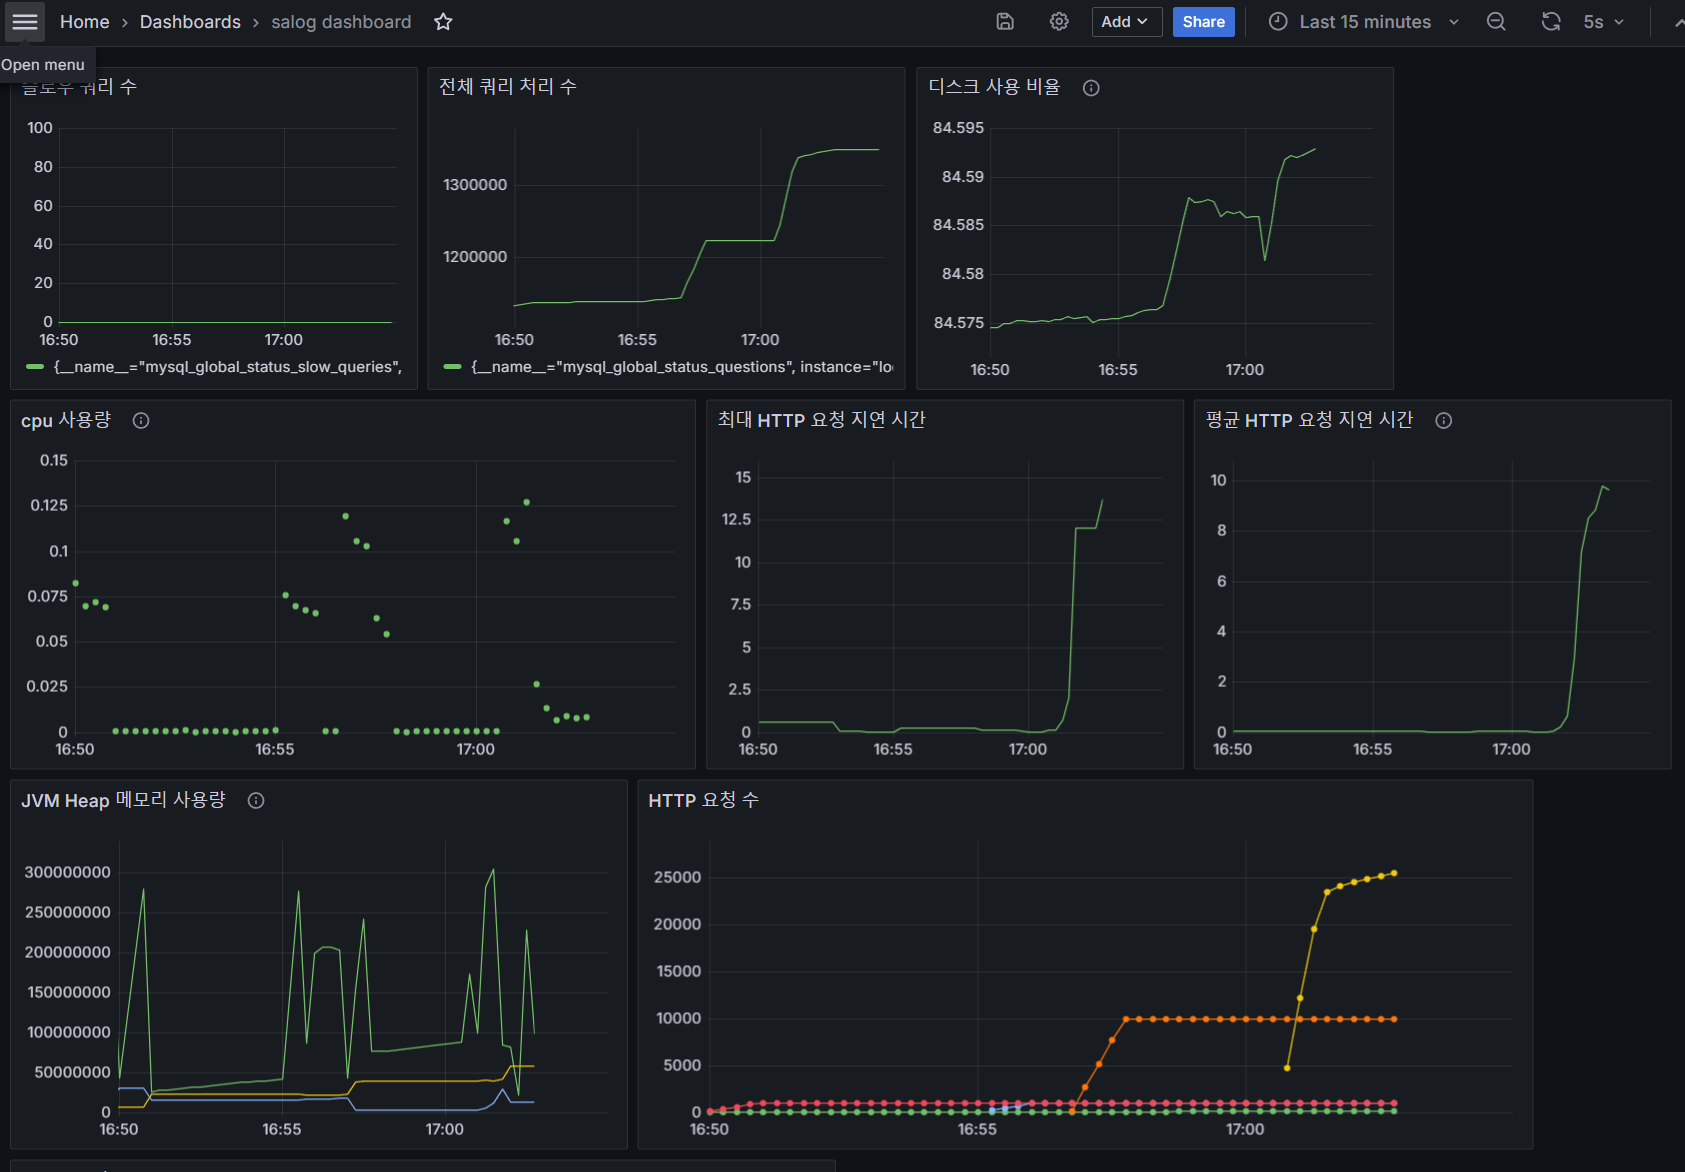 Home › Dashboards › salog dashboard
Add
Share
Last 15 minutes
5s
Open menu
슬로우 쿼리 수
100
80
60
40
20
0
16:50 16:55 17:00
{__name__="mysql_global_status_slow_queries",
전체 쿼리 처리 수
1300000
1200000
16:50 16:55 17:00
{__name__="mysql_global_status_questions", instance="lo
디스크 사용 비율
84.595
84.59
84.585
84.58
84.575
16:50 16:55 17:00
cpu 사용량
0.15
0.125
0.1
0.075
0.05
0.025
0
16:50 16:55 17:00
최대 HTTP 요청 지연 시간
15
12.5
10
7.5
5
2.5
0
16:50 16:55 17:00
평균 HTTP 요청 지연 시간
10
8
6
4
2
0
16:50 16:55 17:00
JVM Heap 메모리 사용량
300000000
250000000
200000000
150000000
100000000
50000000
0
16:50 16:55 17:00
HTTP 요청 수
25000
20000
15000
10000
5000
0
16:50 16:55 17:00